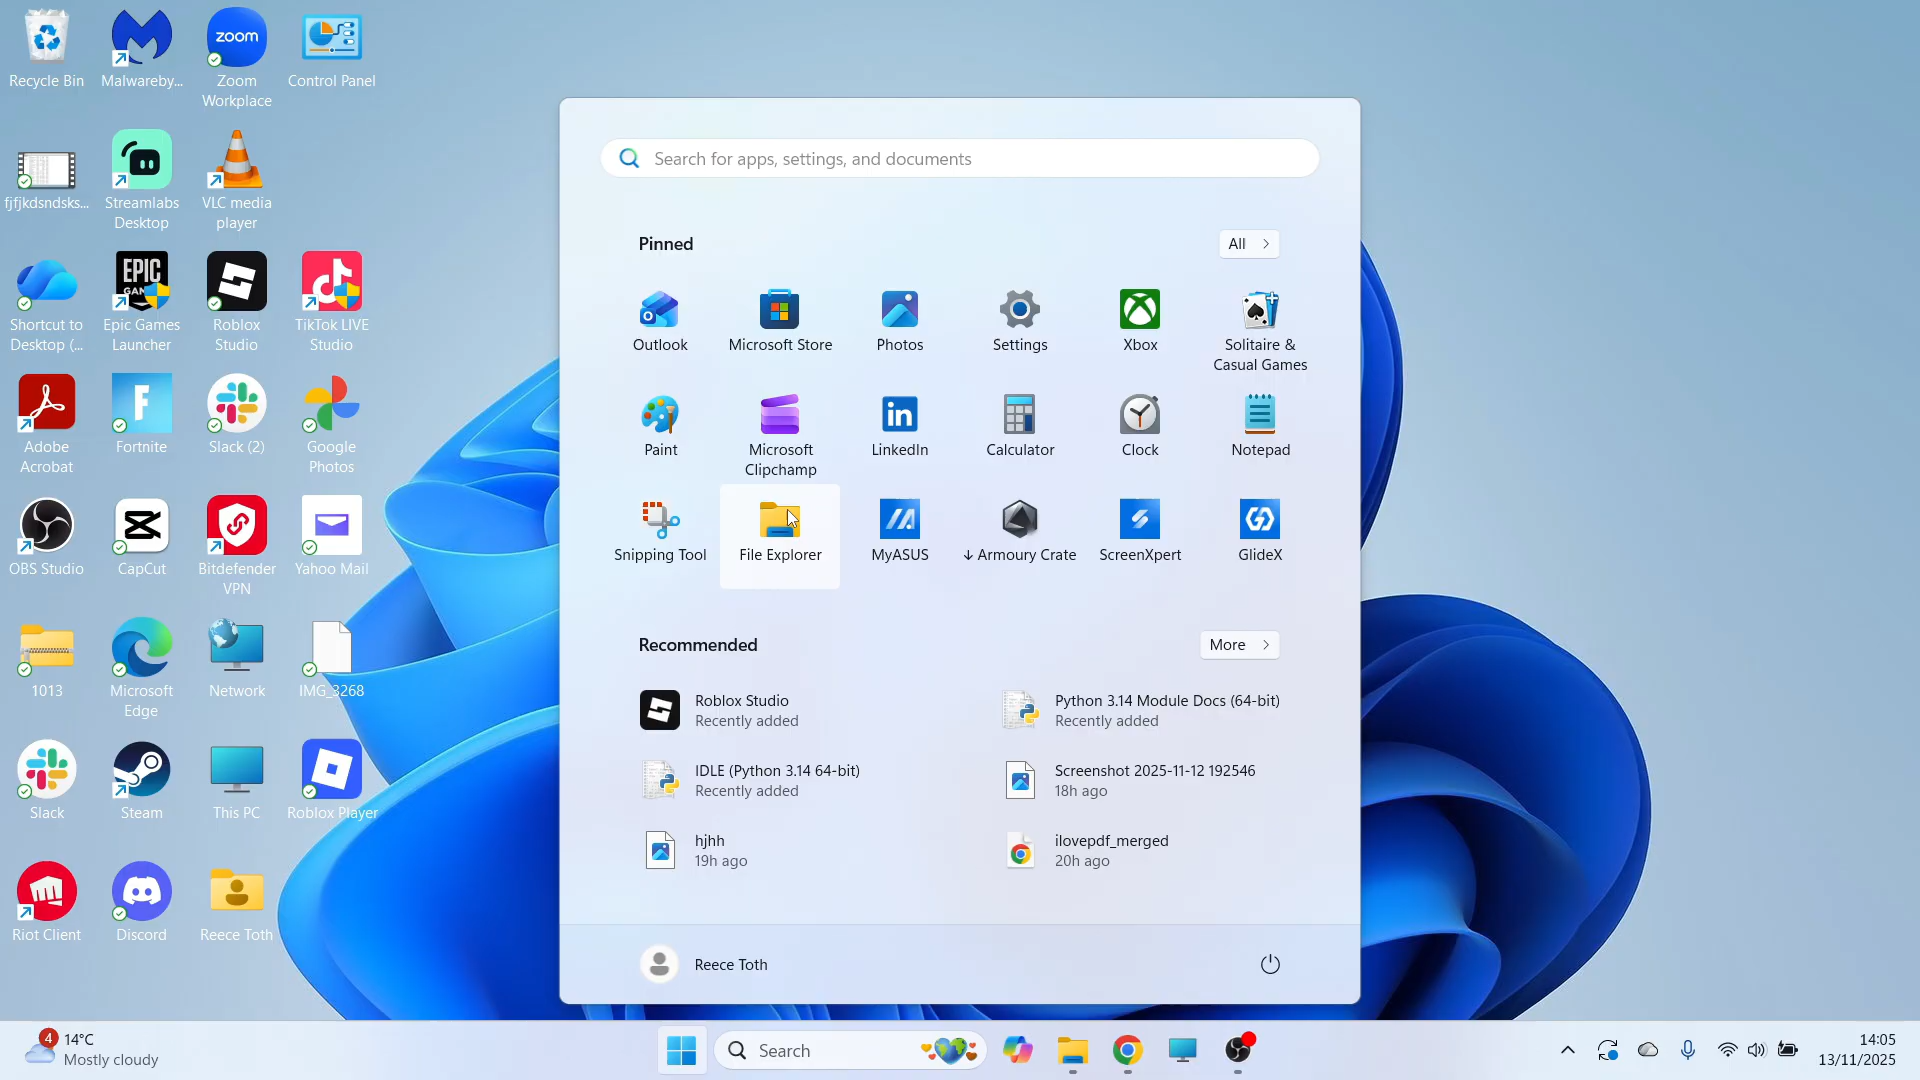 Recycle Bin
Malwareby...
zoom
Zoom
Workplace
Control Panel
fjfjkdsndsks...
Streamlabs
Desktop
VLC media
player
Shortcut to
Desktop (...
EPIC
GAMES
Epic Games
Launcher
Roblox
Studio
TikTok LIVE
Studio
Adobe
Acrobat
Fortnite
Slack (2)
Google
Photos
OBS Studio
CapCut
Bitdefender
VPN
Yahoo Mail
1013
Microsoft
Edge
Network
IMG_3268
Slack
Steam
This PC
Roblox Player
Riot Client
Discord
Reece Toth
Search for apps, settings, and documents
Pinned
All
Outlook
Microsoft Store
Photos
Settings
Xbox
Solitaire &
Casual Games
Paint
Microsoft
Clipchamp
in
LinkedIn
Calculator
Clock
Notepad
Snipping Tool
File Explorer
MyASUS
↓ Armoury Crate
ScreenXpert
GlideX
Recommended
More
Roblox Studio
Recently added
Python 3.14 Module Docs (64-bit)
Recently added
IDLE (Python 3.14 64-bit)
Recently added
Screenshot 2025-11-12 192546
18h ago
hjhh
19h ago
ilovepdf_merged
20h ago
Reece Toth
4
14°C
Mostly cloudy
Search
14:05
13/11/2025